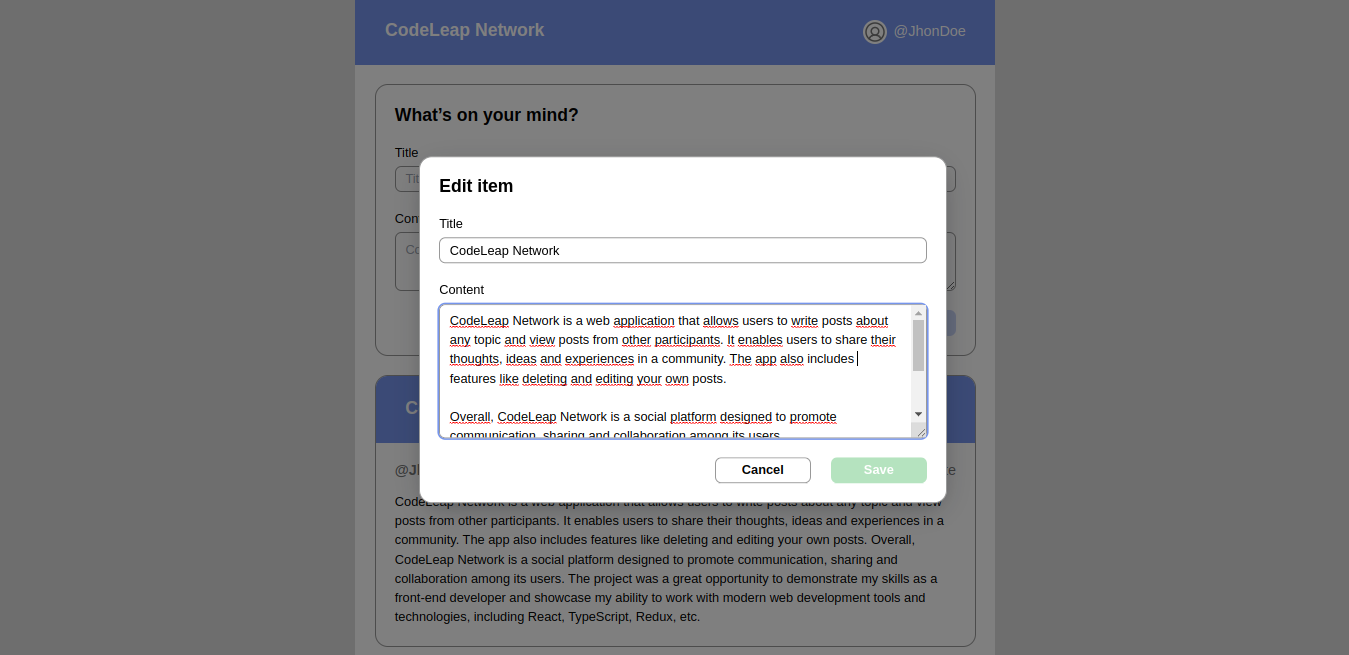 CodeLeap Network
@JhonDoe
What's on your mind?
Title
Tit
Con
Co
Edit item
Title
CodeLeap Network
Content
CodeLeap Network is a web application that allows users to write posts about
any topic and view posts from other participants. It enables users to share their
thoughts, ideas and experiences in a community. The app also includes
features like deleting and editing your own posts.
Overall, CodeLeap Network is a social platform designed to promote
communication, sharing and collaboration among its users.
Cancel
Save
C
CodeLeap Network is a web application that allows users to write posts about any topic and view
posts from other participants. It enables users to share their thoughts, ideas and experiences in a
community. The app also includes features like deleting and editing your own posts. Overall,
CodeLeap Network is a social platform designed to promote communication, sharing and
collaboration among its users. The project was a great opportunity to demonstrate my skills as a
front-end developer and showcase my ability to work with modern web development tools and
technologies, including React, TypeScript, Redux, etc.